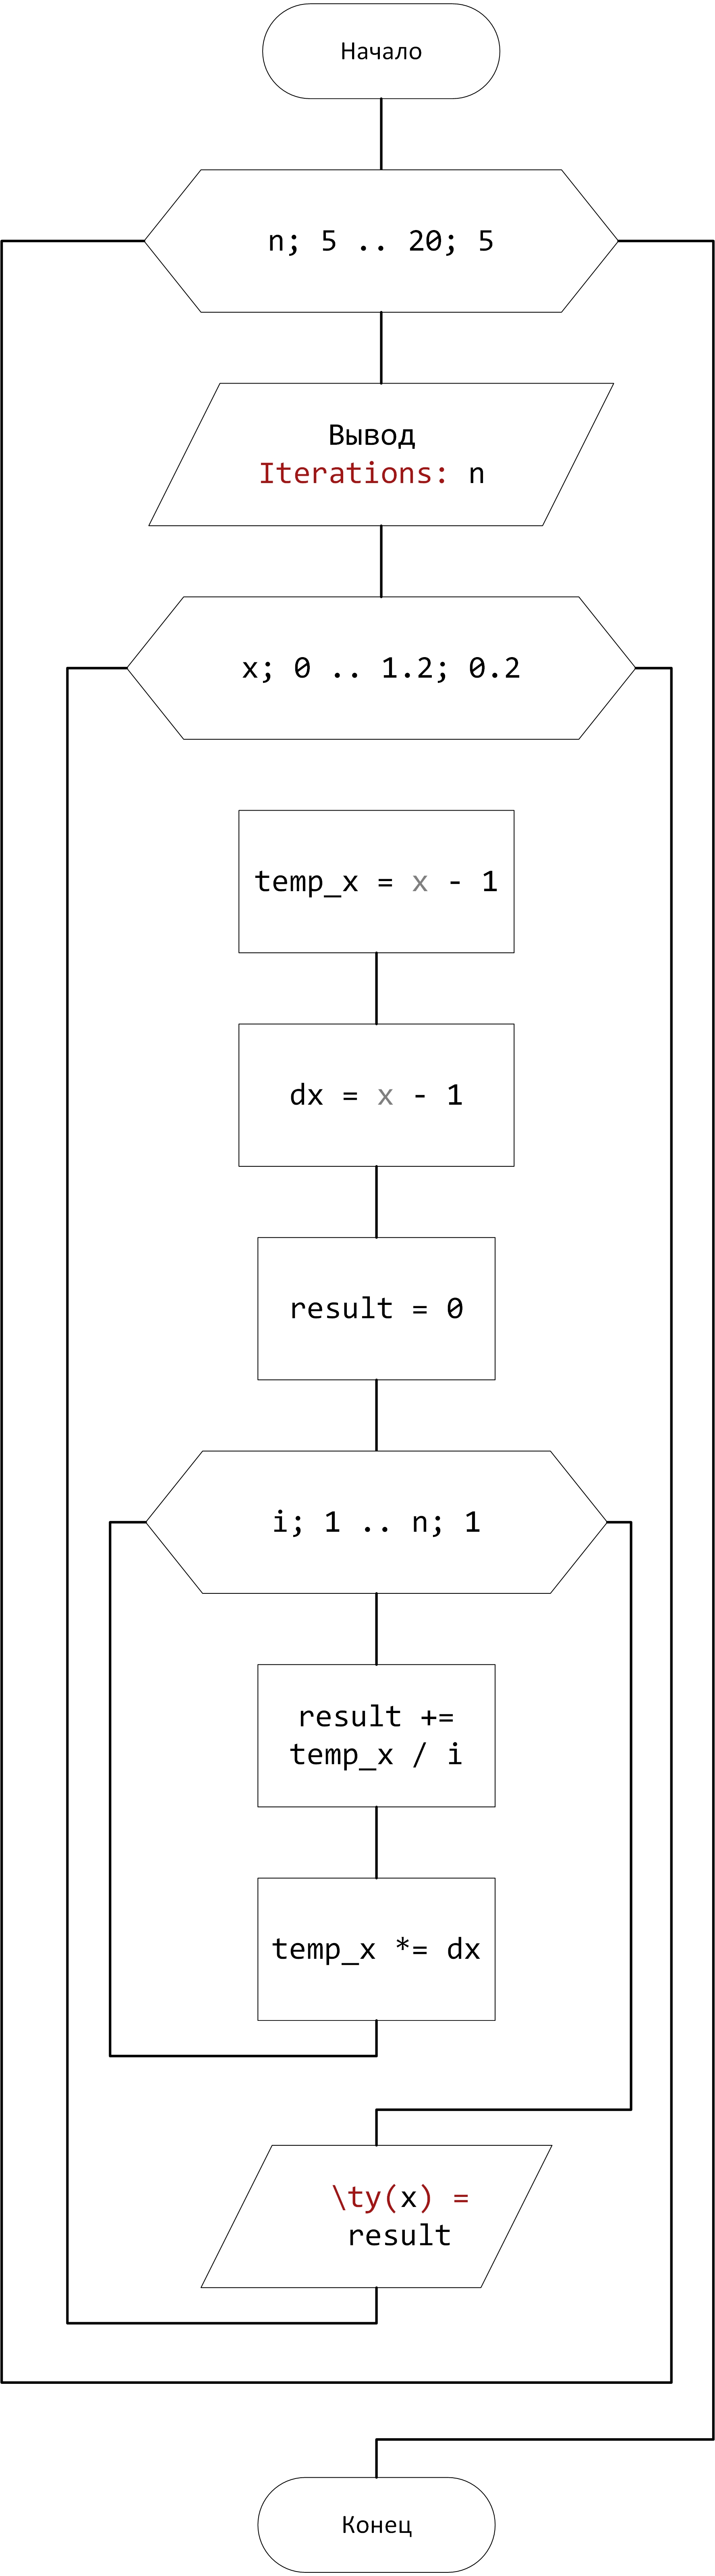 Начало
n; 5 .. 20; 5
Вывод
Iterations: n
x; 0 .. 1.2; 0.2
temp_x = x - 1
dx = x - 1
result = 0
i; 1 .. n; 1
result +=
temp_x / i
temp_x *= dx
\ty(x) =
result
Конец